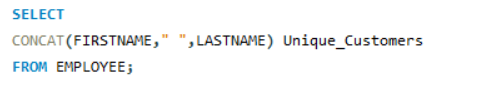 SELECT
CONCAT(FIRSTNAME," ",LASTNAME) Unique_Customers
FROM EMPLOYEE;